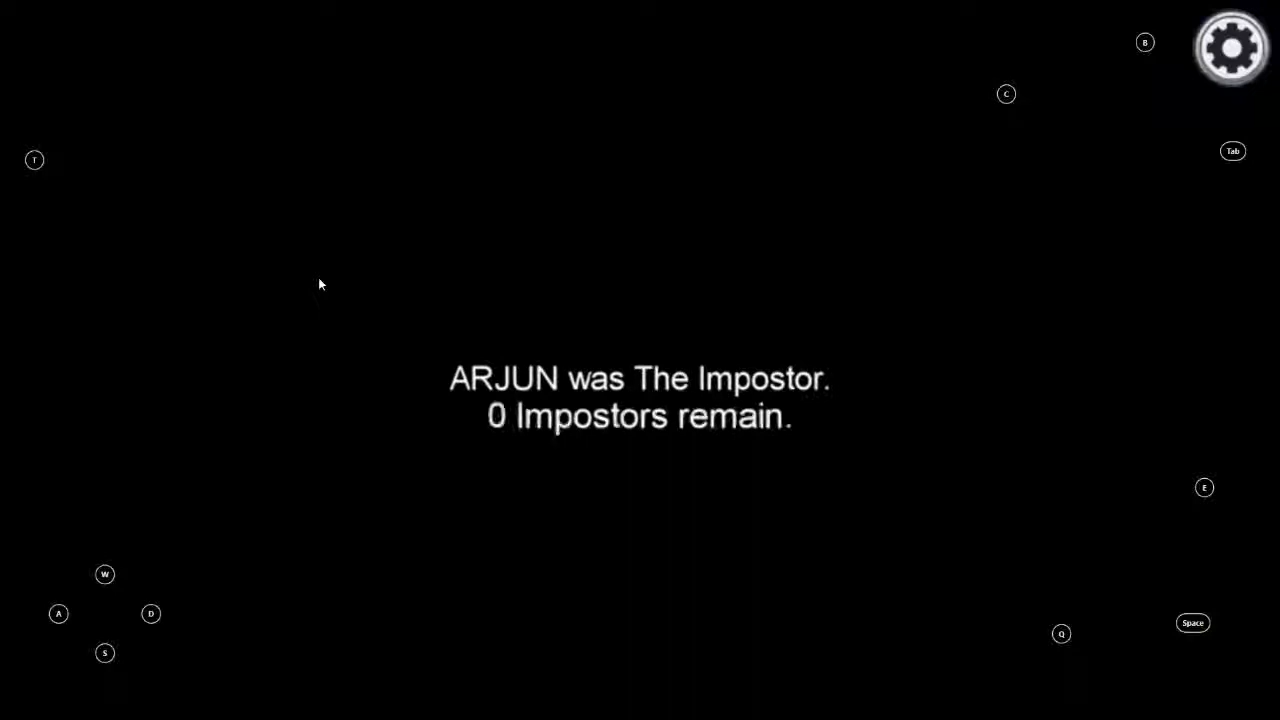 B
C
Tab
T
ARJUN was The Impostor.
0 Impostors remain.
E
W
A D
S
Q
Space